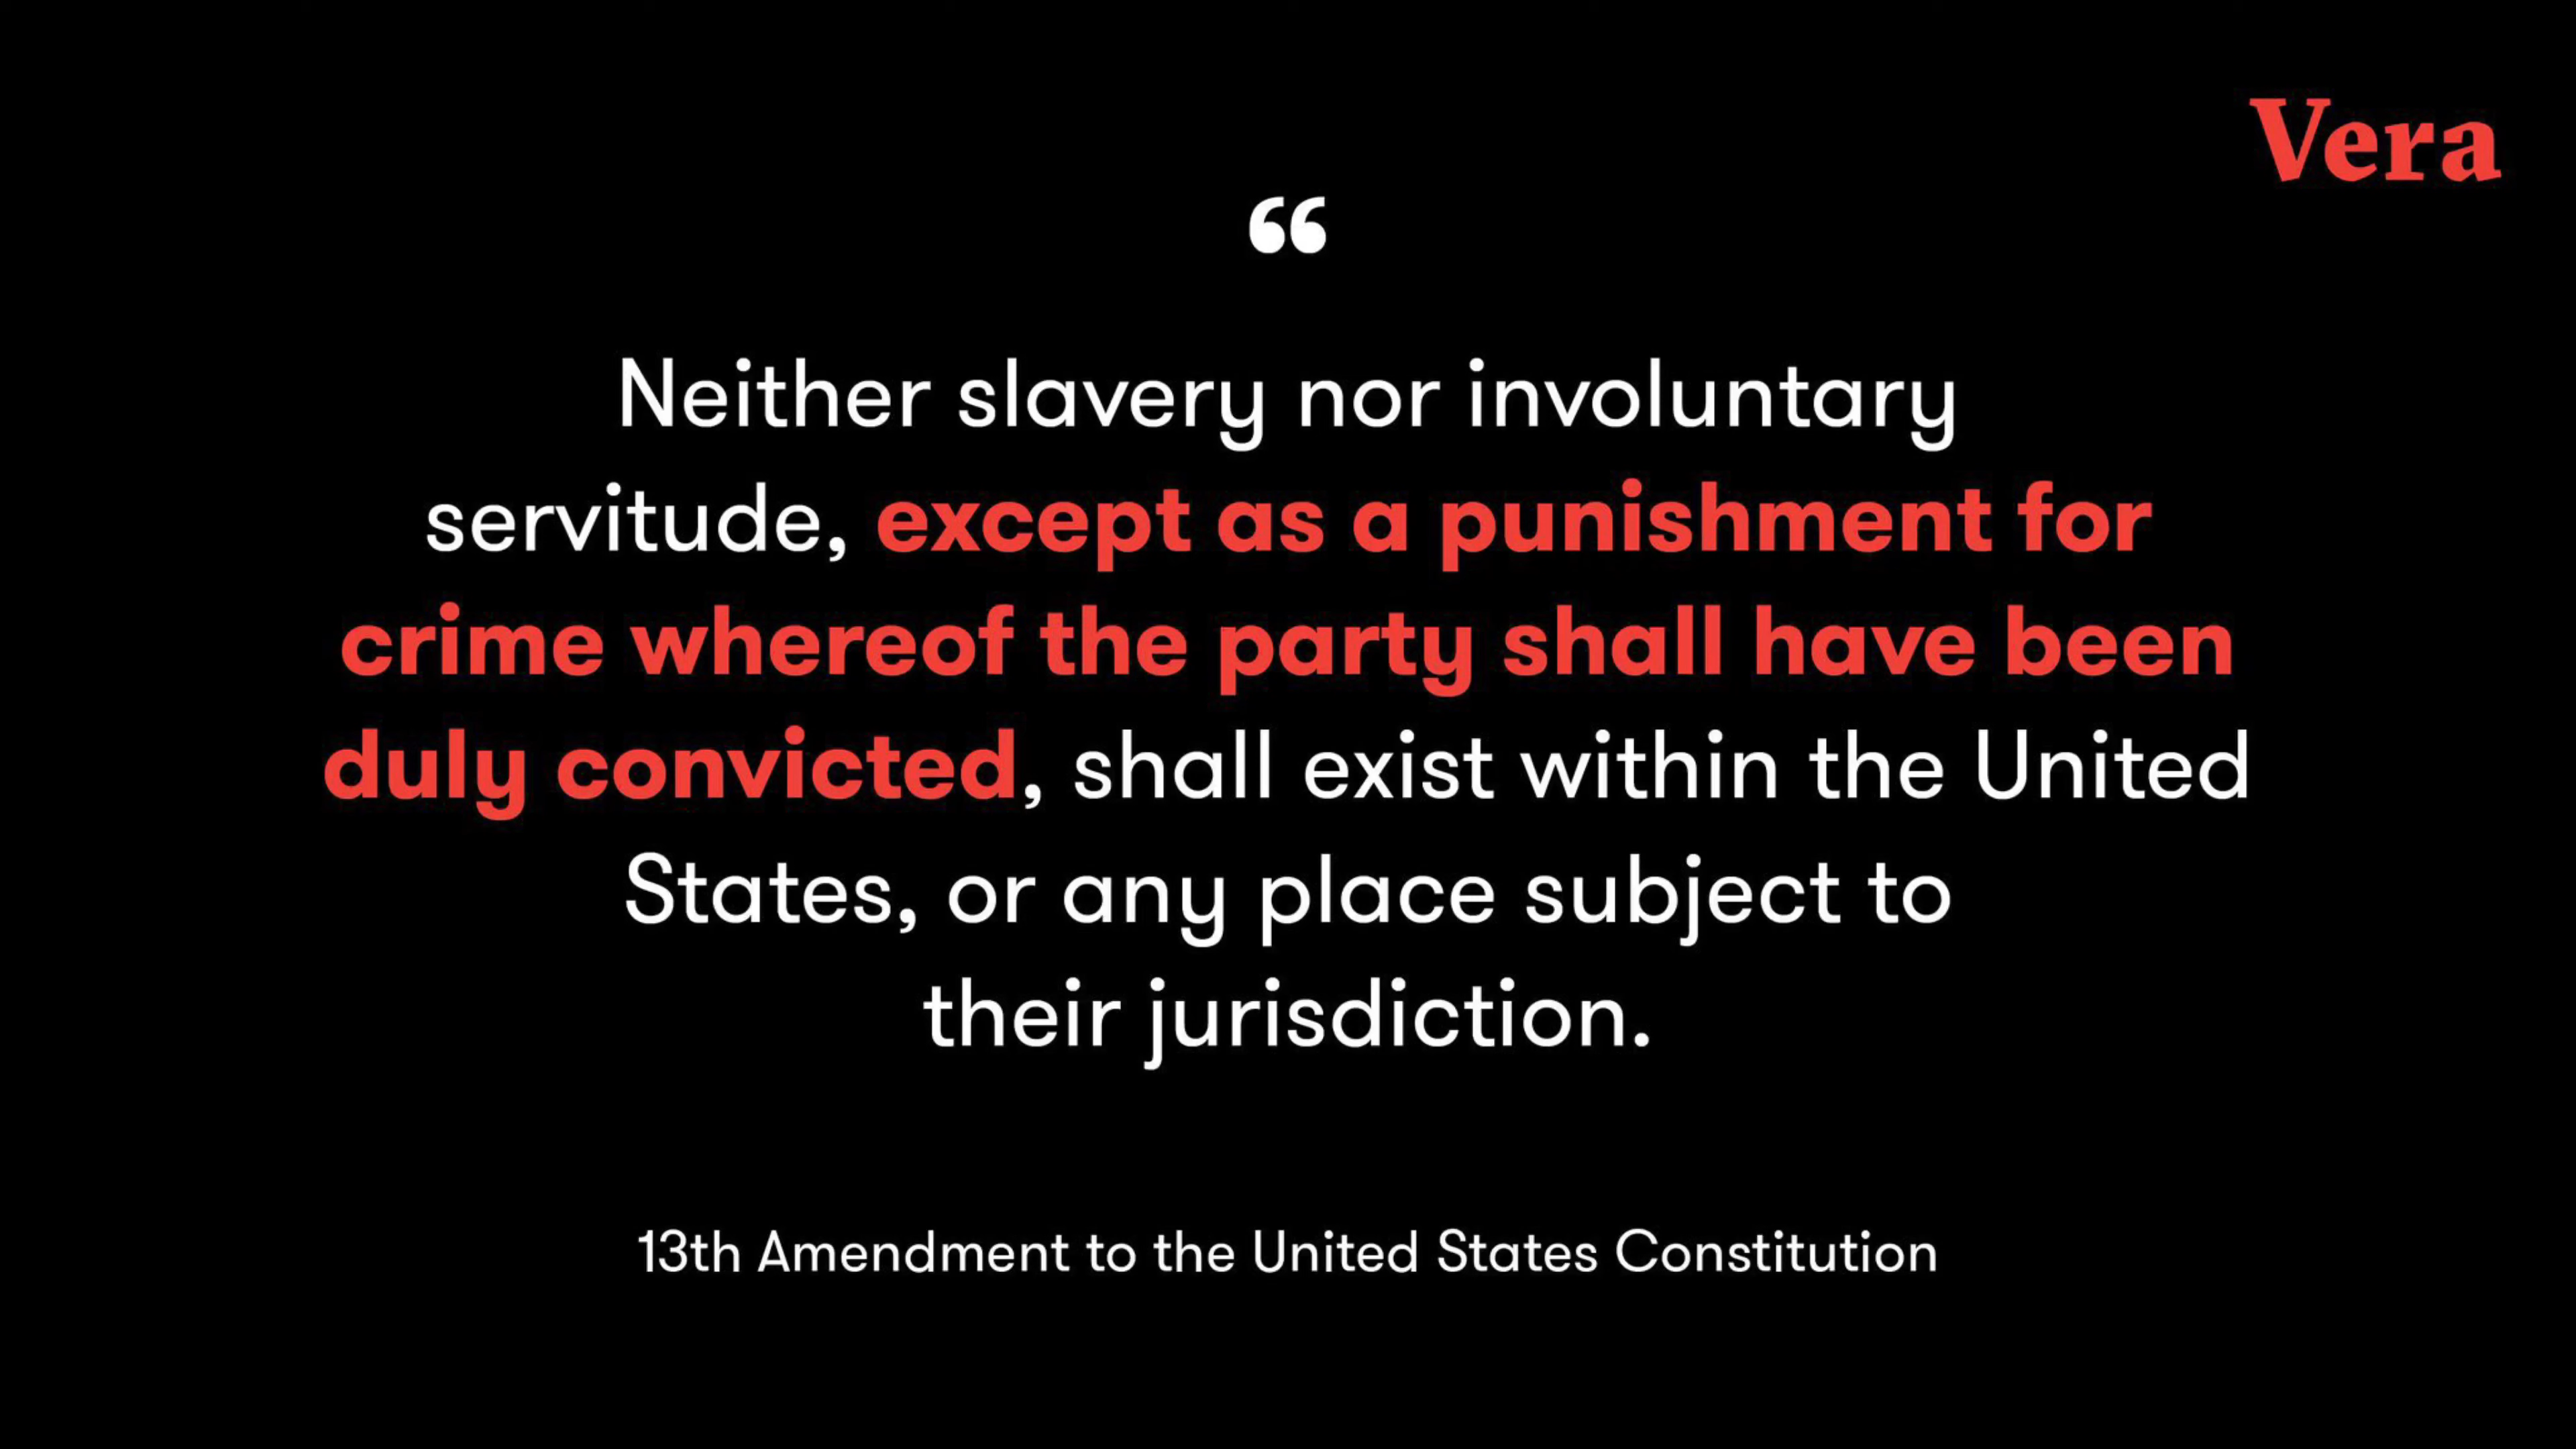 Vera
“
Neither slavery nor involuntary
servitude, except as a punishment for
crime whereof the party shall have been
duly convicted, shall exist within the United
States, or any place subject to
their jurisdiction.
13th Amendment to the United States Constitution